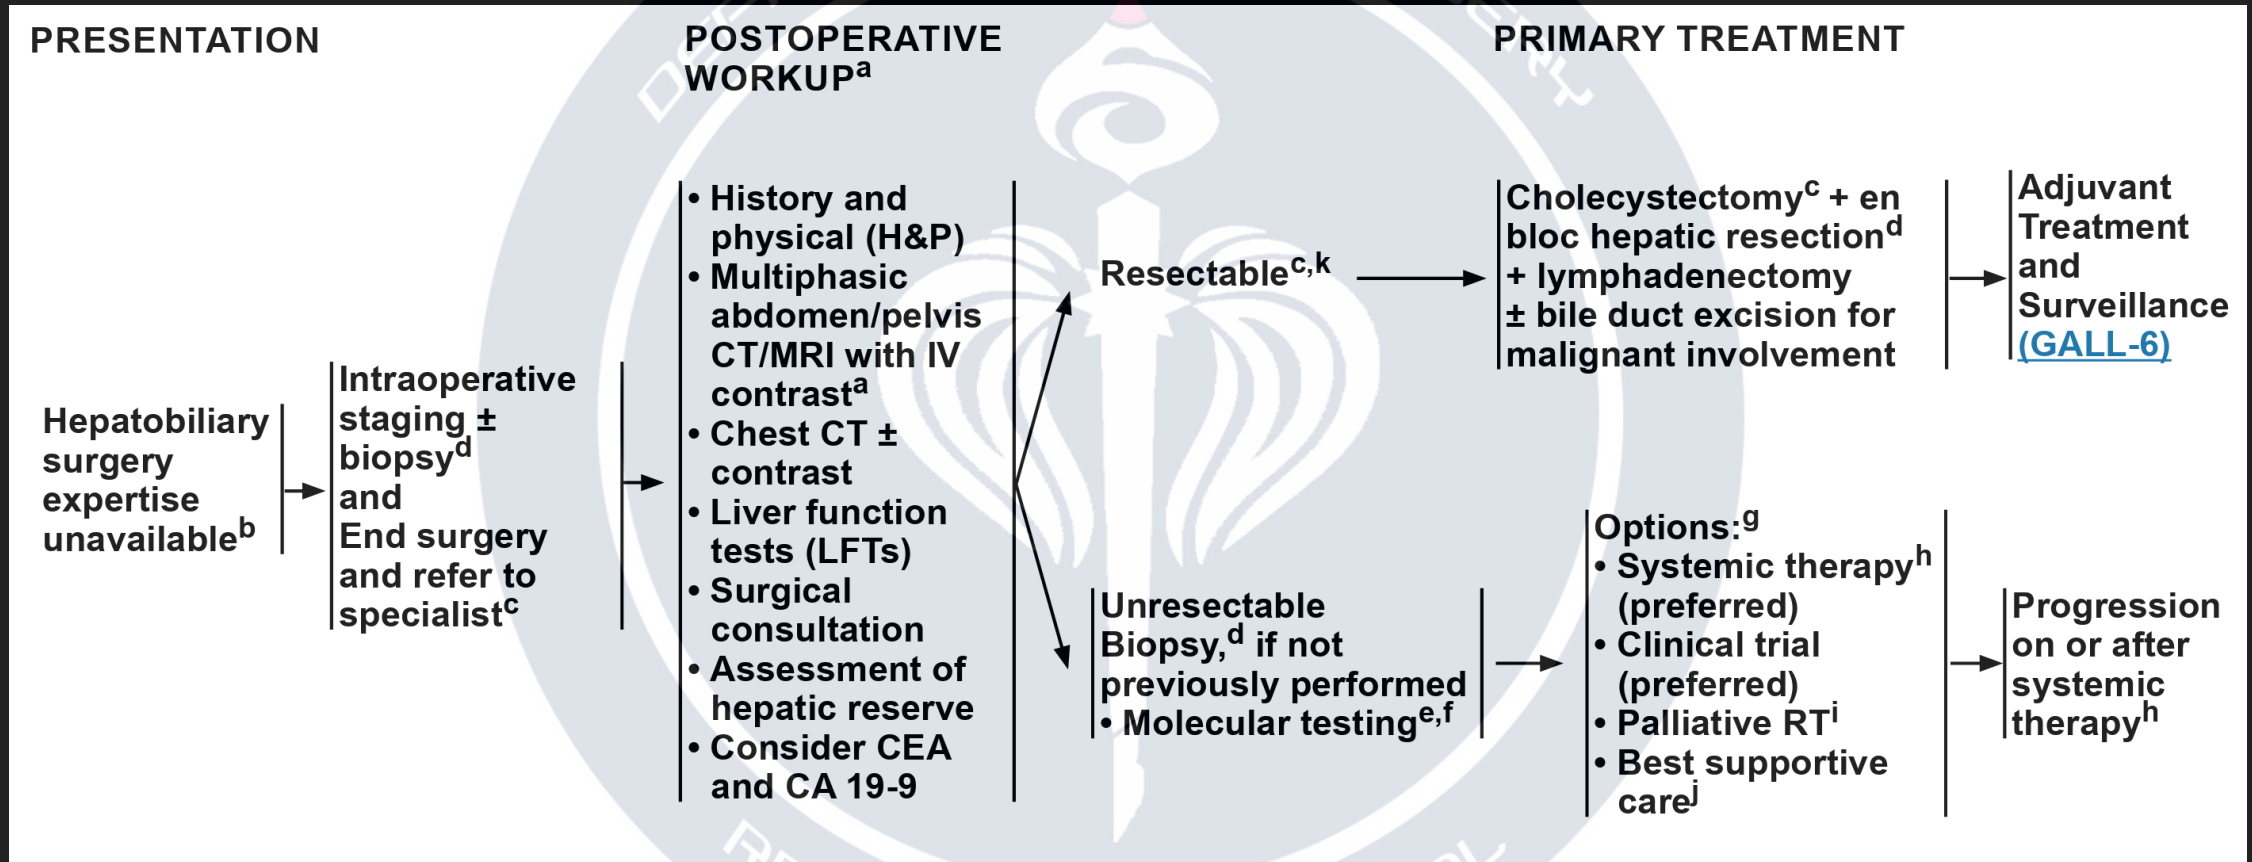 PRESENTATION
POSTOPERATIVE
WORKUPa
PRIMARY TREATMENT
Hepatobiliary
surgery
expertise
unavailableb
Intraoperative
staging ±
biopsyd
and
End surgery
and refer to
specialistc
• History and
physical (H&P)
• Multiphasic
abdomen/pelvis
CT/MRI with IV
contrasta
• Chest CT ±
contrast
• Liver function
tests (LFTs)
• Surgical
consultation
• Assessment of
hepatic reserve
• Consider CEA
and CA 19-9
Resectablec,k
Cholecystectomyc + en
bloc hepatic resectiond
+ lymphadenectomy
± bile duct excision for
malignant involvement
Adjuvant
Treatment
and
Surveillance
(GALL-6)
Unresectable
Biopsy,d if not
previously performed
• Molecular testinge,f
Options:g
• Systemic therapyh
(preferred)
• Clinical trial
(preferred)
• Palliative RTi
• Best supportive
carej
Progression
on or after
systemic
therapyh